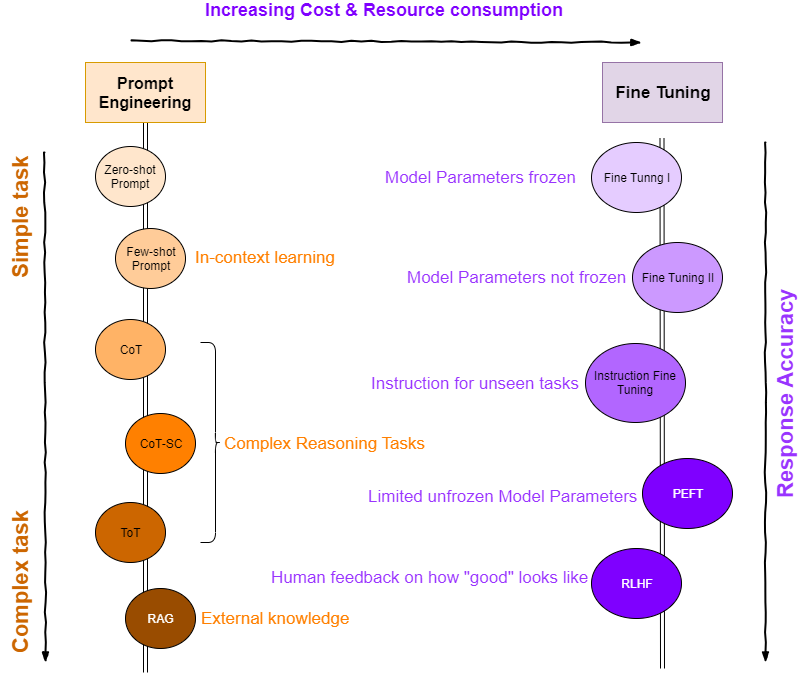 Increasing Cost & Resource consumption
Prompt
Engineering
Fine Tuning
Simple task
Complex task
Response Accuracy
Zero-shot
Prompt
Few-shot
Prompt
In-context learning
CoT
CoT-SC
Complex Reasoning Tasks
ToT
RAG
External knowledge
Model Parameters frozen
Fine Tunng I
Model Parameters not frozen
Fine Tuning II
Instruction for unseen tasks
Instruction Fine
Tuning
Limited unfrozen Model Parameters
PEFT
Human feedback on how "good" looks like
RLHF